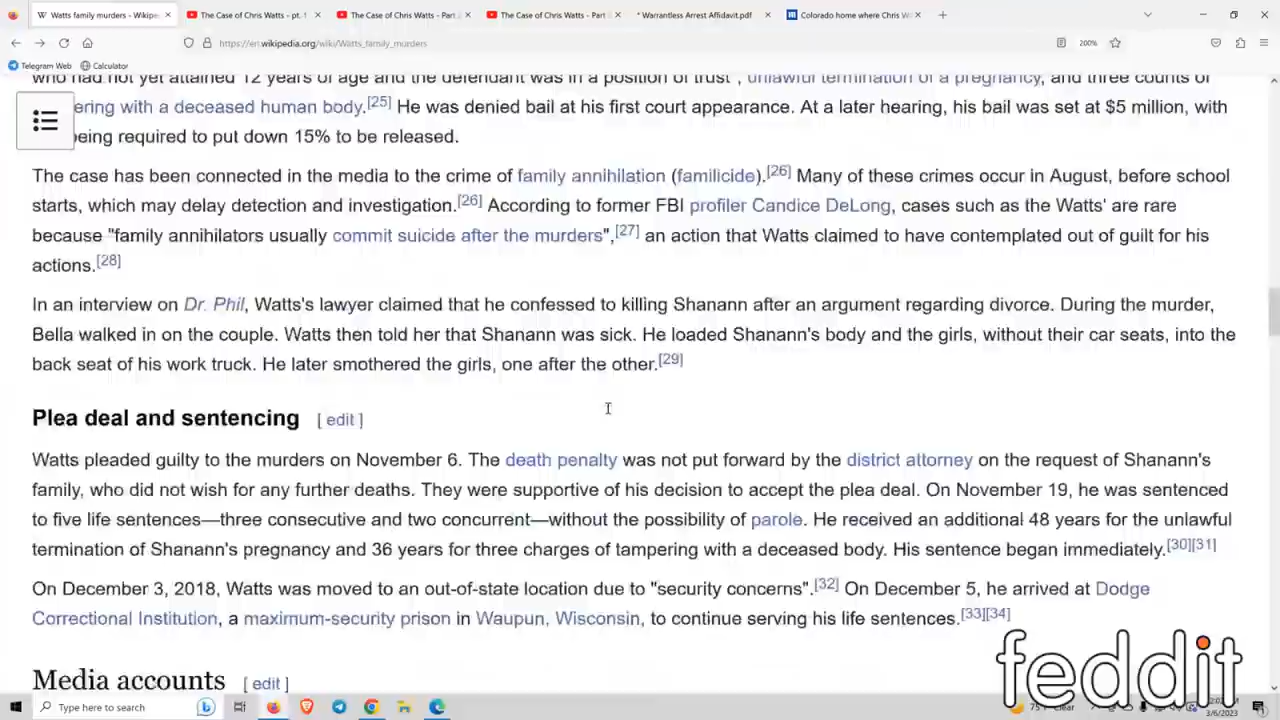 Watts family murders - Wikipe
The Case of Chris Watts - pt. 1
The Case of Chris Watts - Part 2
The Case of Chris Watts - Part
* Warrantless Arrest Affidavit.pdf
Colorado home where Chris W
https://en.wikipedia.org/wiki/Watts_family_murders
200%
Telegram Web
Calculator
who had not yet attained 12 years of age and the defendant was in a position of trust", unlawful termination of a pregnancy, and three counts of
ering with a deceased human body.[25] He was denied bail at his first court appearance. At a later hearing, his bail was set at $5 million, with
being required to put down 15% to be released.
The case has been connected in the media to the crime of family annihilation (familicide).[26] Many of these crimes occur in August, before school
starts, which may delay detection and investigation.[26] According to former FBI profiler Candice DeLong, cases such as the Watts' are rare
because "family annihilators usually commit suicide after the murders",[27] an action that Watts claimed to have contemplated out of guilt for his
actions.[28]
In an interview on Dr. Phil, Watts's lawyer claimed that he confessed to killing Shanann after an argument regarding divorce. During the murder,
Bella walked in on the couple. Watts then told her that Shanann was sick. He loaded Shanann's body and the girls, without their car seats, into the
back seat of his work truck. He later smothered the girls, one after the other.[29]
Plea deal and sentencing [ edit ]
Watts pleaded guilty to the murders on November 6. The death penalty was not put forward by the district attorney on the request of Shanann's
family, who did not wish for any further deaths. They were supportive of his decision to accept the plea deal. On November 19, he was sentenced
to five life sentences—three consecutive and two concurrent—without the possibility of parole. He received an additional 48 years for the unlawful
termination of Shanann's pregnancy and 36 years for three charges of tampering with a deceased body. His sentence began immediately.[30][31]
On December 3, 2018, Watts was moved to an out-of-state location due to "security concerns".[32] On December 5, he arrived at Dodge
Correctional Institution, a maximum-security prison in Waupun, Wisconsin, to continue serving his life sentences.[33][34]
Media accounts [ edit ]
feddit
Type here to search
75° Clear
3/6/2023